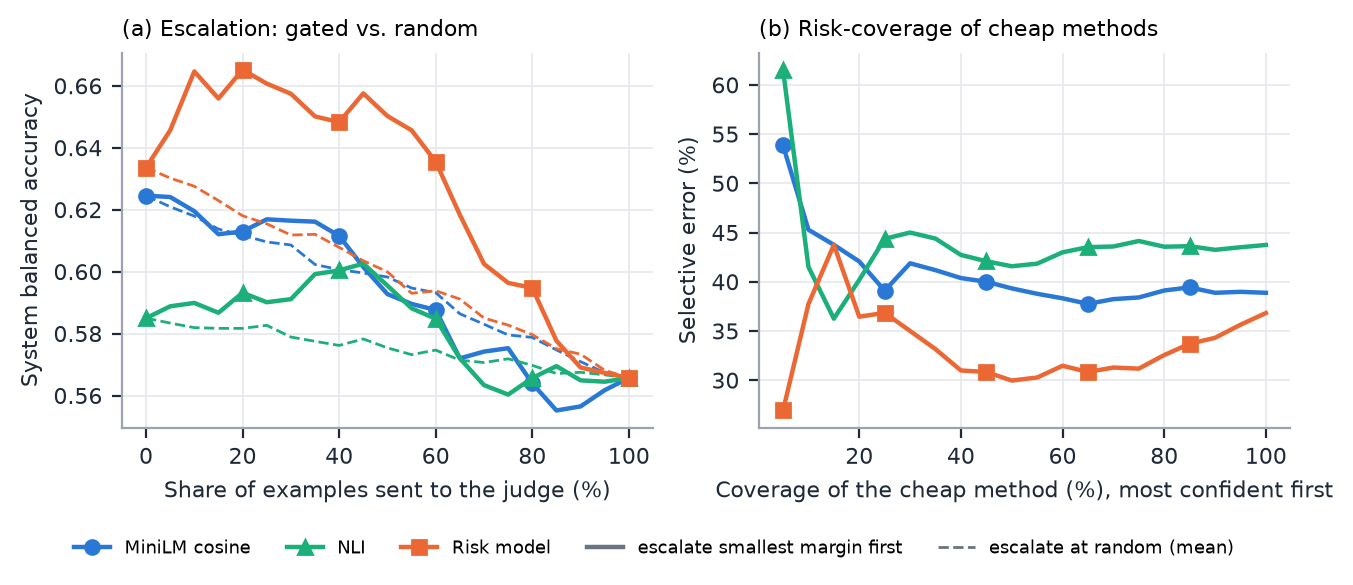 (a) Escalation: gated vs. random
System balanced accuracy
0.66
0.64
0.62
0.60
0.58
0.56
0 20 40 60 80 100
Share of examples sent to the judge (%)
(b) Risk-coverage of cheap methods
Selective error (%)
60
55
50
45
40
35
30
20 40 60 80 100
Coverage of the cheap method (%), most confident first
MiniLM cosine NLI Risk model escalate smallest margin first escalate at random (mean)